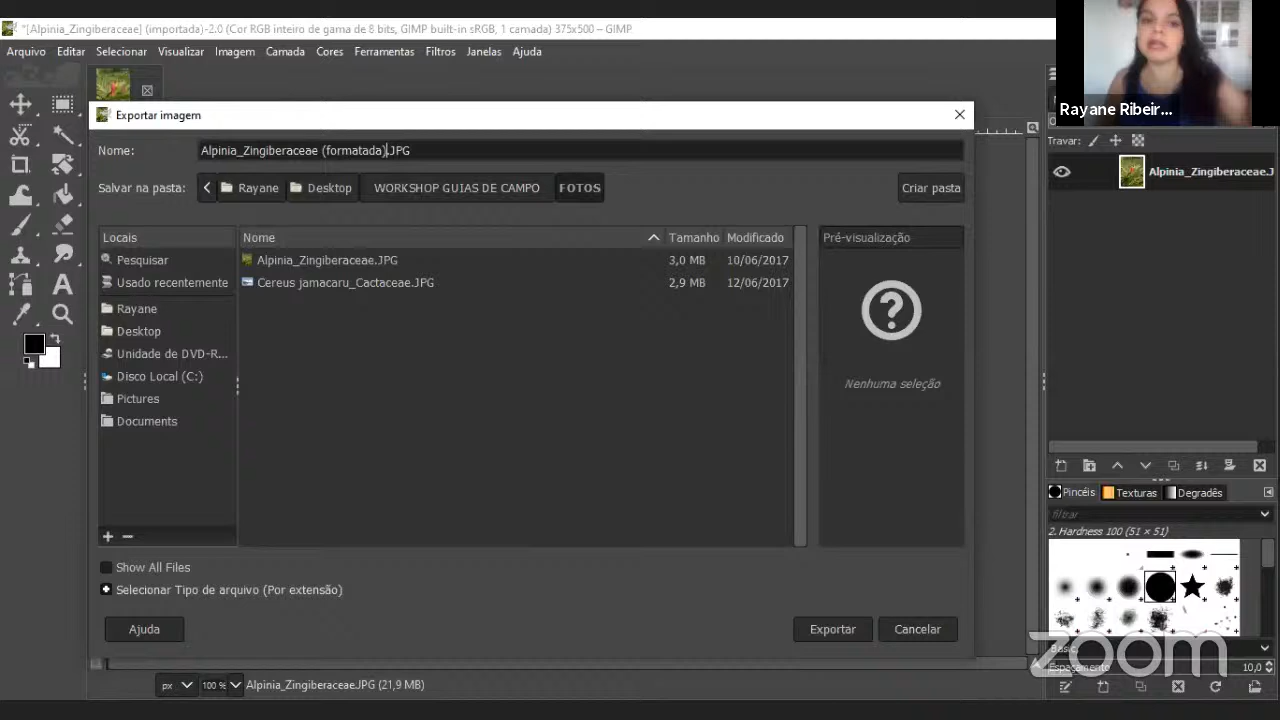 *[Alpinia_Zingiberaceae] (importada)-2.0 (Cor RGB inteiro de gama de 8 bits, GIMP built-in sRGB, 1 camada) 375x500 – GIMP
Arquivo Editar Selecionar Visualizar Imagem Camada Cores Ferramentas Filtros Janelas Ajuda
Rayane Ribeir...
Exportar imagem
Nome: Alpinia_Zingiberaceae (formatada).JPG
Travar:
Alpinia_Zingiberaceae.J
Salvar na pasta: Rayane Desktop WORKSHOP GUIAS DE CAMPO FOTOS Criar pasta
Locais Nome Tamanho Modificado Pré-visualização
Pesquisar Alpinia_Zingiberaceae.JPG 3,0 MB 10/06/2017
Usado recentemente Cereus jamacaru_Cactaceae.JPG 2,9 MB 12/06/2017
Rayane
Desktop
Unidade de DVD-R...
Disco Local (C:)
Pictures
Documents
Nenhuma seleção
Pincéis Texturas Degradês
filtrar
2. Hardness 100 (51 × 51)
Show All Files
Selecionar Tipo de arquivo (Por extensão)
Ajuda Exportar Cancelar
Basic,
Espaçamento 10,0
px 100 % Alpinia_Zingiberaceae.JPG (21,9 MB)
zoom